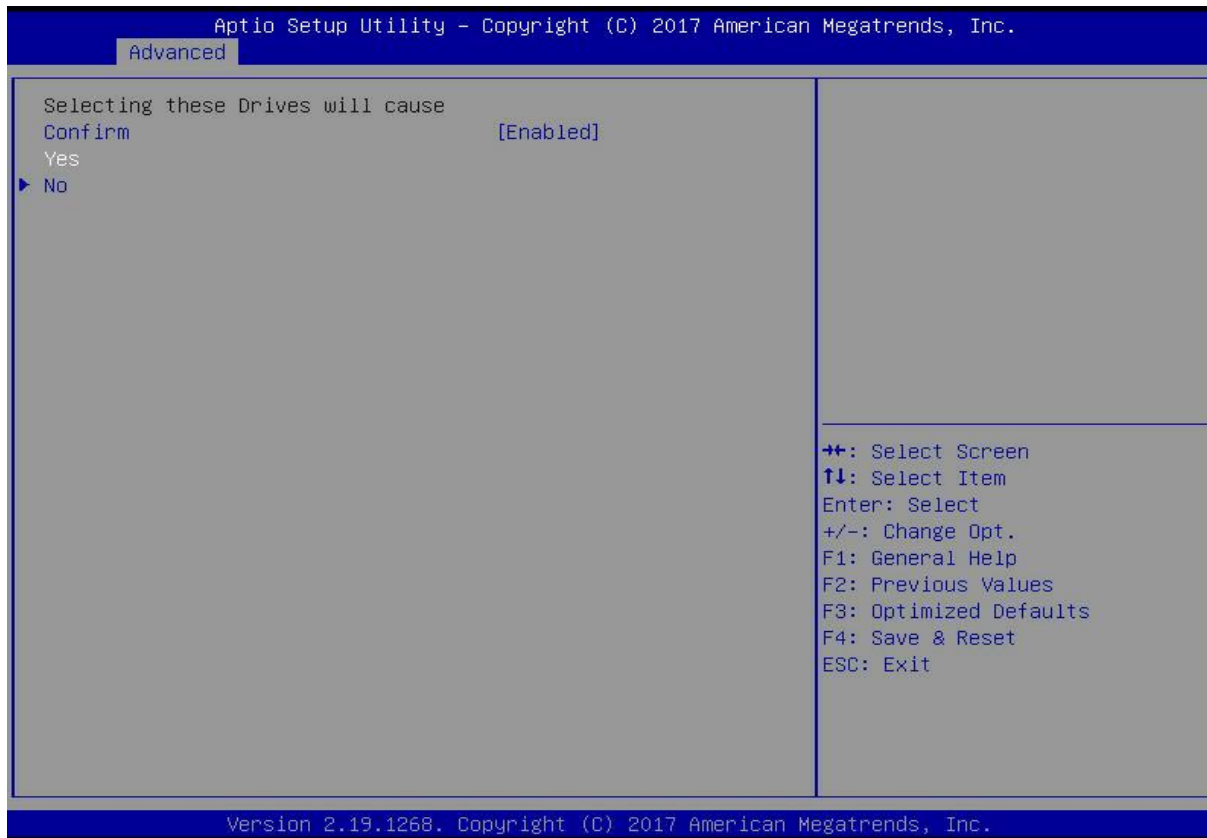 Aptio Setup Utility – Copyright (C) 2017 American Megatrends, Inc.
Advanced
Selecting these Drives will cause
Confirm [Enabled]
Yes
► No
→←: Select Screen
↑↓: Select Item
Enter: Select
+/-: Change Opt.
F1: General Help
F2: Previous Values
F3: Optimized Defaults
F4: Save & Reset
ESC: Exit
Version 2.19.1268. Copyright (C) 2017 American Megatrends, Inc.